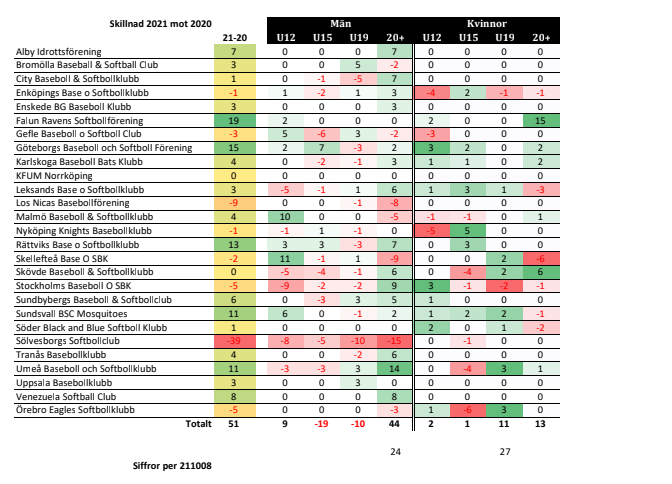 Skillnad 2021 mot 2020 Män Kvinnor
21-20 U12 U15 U19 20+ U12 U15 U19 20+
Alby Idrottsförening 7 0 0 0 7 0 0 0 0
Bromölla Baseball & Softball Club 3 0 0 5 -2 0 0 0 0
City Baseboll & Softbollklubb 1 0 -1 -5 7 0 0 0 0
Enköpings Base o Softbollklubb -1 1 -2 1 3 -4 2 -1 -1
Enskede BG Baseboll Klubb 3 0 0 0 3 0 0 0 0
Falun Ravens Softbollförening 19 2 0 0 0 2 0 0 15
Gefle Baseboll o Softboll Club -3 5 -6 3 -2 -3 0 0 0
Göteborgs Baseboll och Softboll Förening 15 2 7 -3 2 3 2 0 2
Karlskoga Baseboll Bats Klubb 4 0 -2 -1 3 1 1 0 2
KFUM Norrköping 0 0 0 0 0 0 0 0 0
Leksands Base o Softbollklubb 3 -5 -1 1 6 1 3 1 -3
Los Nicas Basebollförening -9 0 0 -1 -8 0 0 0 0
Malmö Baseboll & Softbollklubb 4 10 0 0 -5 -1 -1 0 1
Nyköping Knights Basebollklubb -1 -1 1 -1 0 -5 5 0 0
Rättviks Base o Softbollklubb 13 3 3 -3 7 0 3 0 0
Skellefteå Base O SBK -2 11 -1 1 -9 0 0 2 -6
Skövde Baseboll & Softbollklubb 0 -5 -4 -1 6 0 -4 2 6
Stockholms Baseboll O SBK -5 -9 -2 -2 9 3 -1 -2 -1
Sundbybergs Baseboll & Softbollclub 6 0 -3 3 5 1 0 0 0
Sundsvall BSC Mosquitoes 11 6 0 -1 2 1 2 2 -1
Söder Black and Blue Softboll Klubb 1 0 0 0 0 2 0 1 -2
Sölvesborgs Softbollclub -39 -8 -5 -10 -15 0 -1 0 0
Tranås Basebollklubb 4 0 0 -2 6 0 0 0 0
Umeå Baseboll och Softbollklubb 11 -3 -3 3 14 0 -4 3 1
Uppsala Basebollklubb 3 0 0 3 0 0 0 0 0
Venezuela Softball Club 8 0 0 0 8 0 0 0 0
Örebro Eagles Softbollklubb -5 0 0 0 -3 1 -6 3 0
Totalt 51 9 -19 -10 44 2 1 11 13
24 27
Siffror per 211008